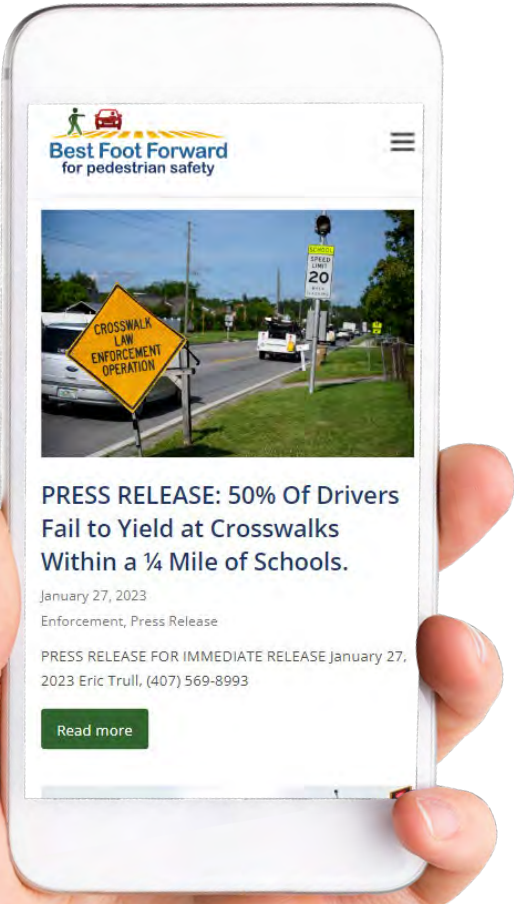 Best Foot Forward
for pedestrian safety
SCHOOL
SPEED
LIMIT
20
CROSSWALK
LAW
ENFORCEMENT
OPERATION
PRESS RELEASE: 50% Of Drivers
Fail to Yield at Crosswalks
Within a ¼ Mile of Schools.
January 27, 2023
Enforcement, Press Release
PRESS RELEASE FOR IMMEDIATE RELEASE January 27,
2023 Eric Trull, (407) 569-8993
Read more